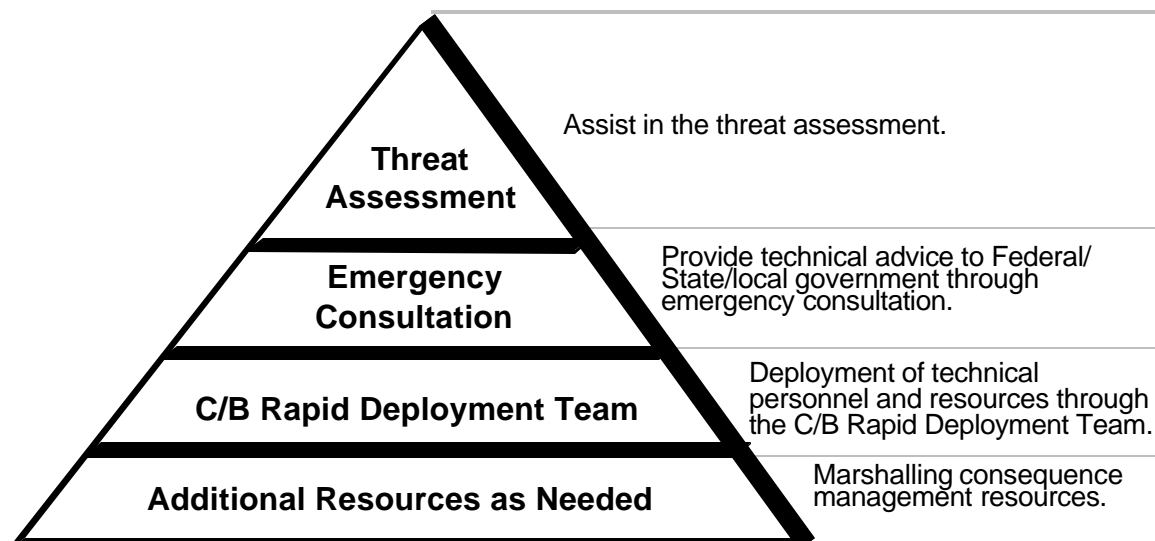 Assist in the threat assessment.
Threat
Assessment
Provide technical advice to Federal/
State/local government through
emergency consultation.
Emergency
Consultation
Deployment of technical
personnel and resources through
the C/B Rapid Deployment Team.
C/B Rapid Deployment Team
Marshalling consequence
management resources.
Additional Resources as Needed